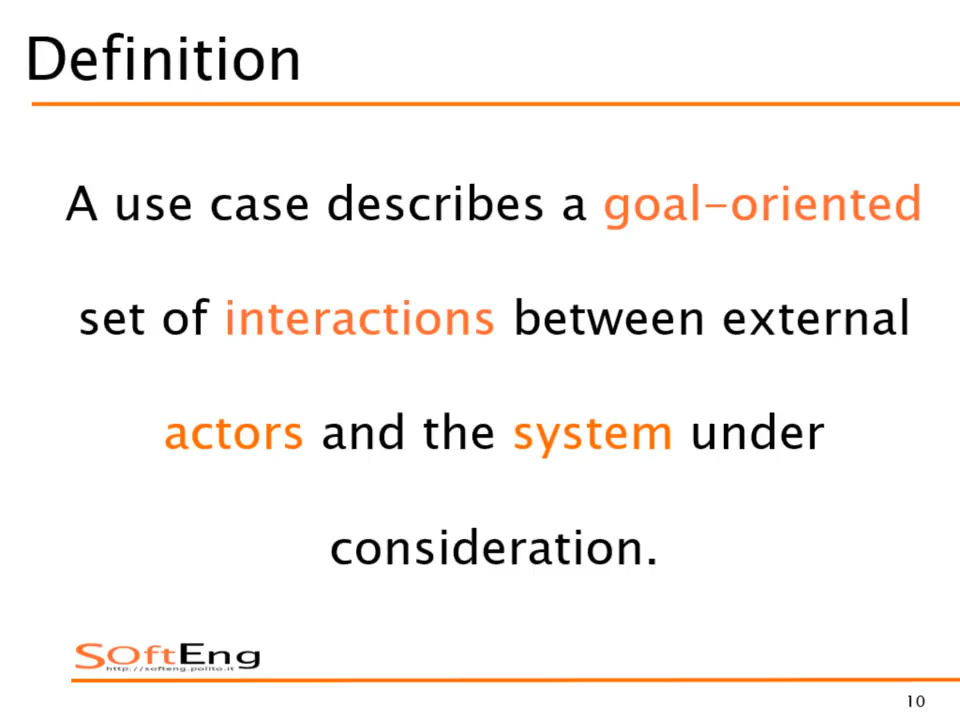 Definition
A use case describes a goal-oriented
set of interactions between external
actors and the system under
consideration.
SOftEng
http://softeng.polito.it
10